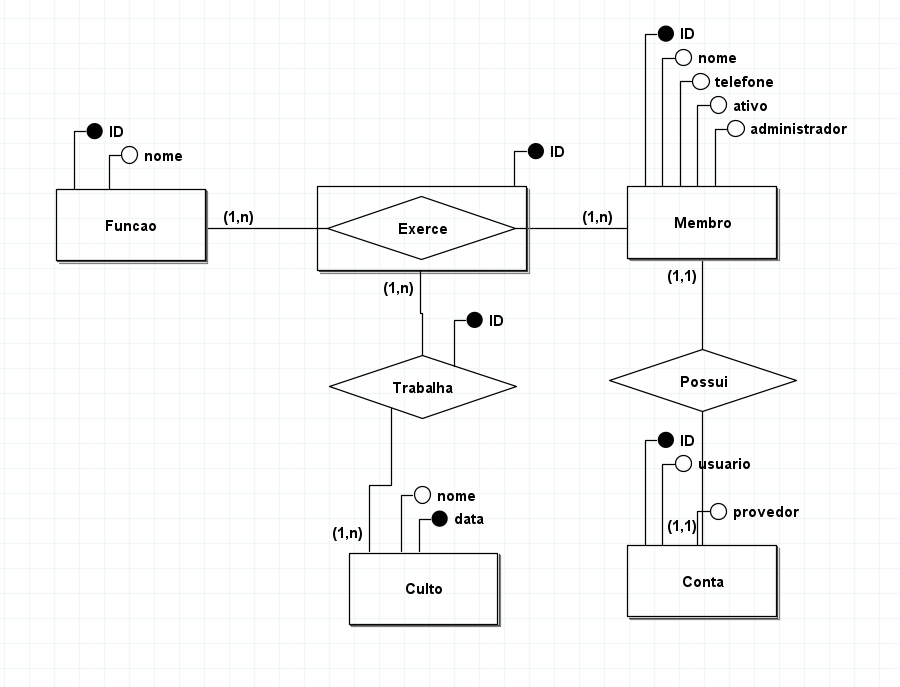 ID
nome
telefone
ativo
administrador
ID
nome
ID
Funcao
(1,n)
Exerce
(1,n)
Membro
(1,n)
(1,1)
ID
Trabalha
Possui
ID
usuario
nome
data
provedor
(1,n)
(1,1)
Culto
Conta